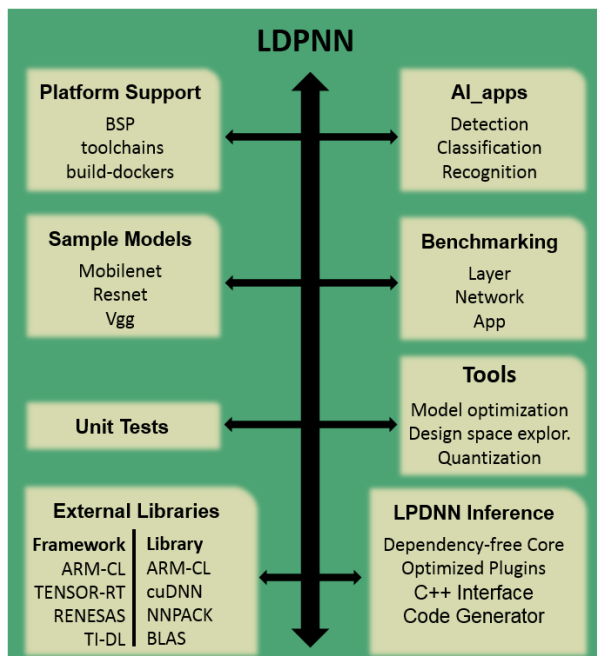 LDPNN
Platform Support
BSP
toolchains
build-dockers
AI_apps
Detection
Classification
Recognition
Sample Models
Mobilenet
Resnet
Vgg
Benchmarking
Layer
Network
App
Unit Tests
Tools
Model optimization
Design space explor.
Quantization
External Libraries
Framework
ARM-CL
TENSOR-RT
RENESAS
TI-DL
Library
ARM-CL
cuDNN
NNPACK
BLAS
LPDNN Inference
Dependency-free Core
Optimized Plugins
C++ Interface
Code Generator